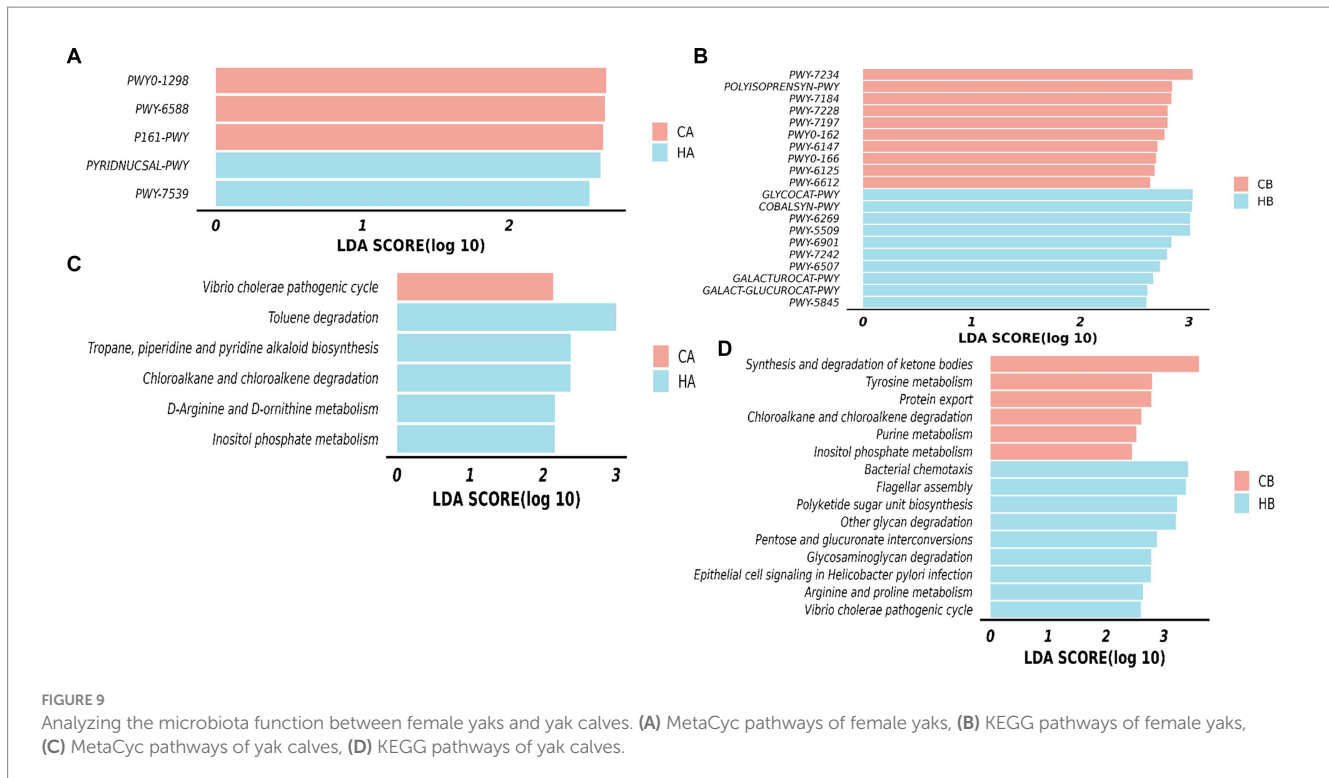 A
PWY0-1298
PWY-6588
P161-PWY
PYRIDNUCSAL-PWY
PWY-7539
CA
HA
0 1 2
LDA SCORE(log 10)
B
PWY-7234
POLYISOPRENSYN-PWY
PWY-7184
PWY-7228
PWY-7197
PWY0-162
PWY-6147
PWY0-166
PWY-6125
PWY-6612
GLYCOCAT-PWY
COBALSYN-PWY
PWY-6269
PWY-5509
PWY-6901
PWY-7242
PWY-6507
GALACTUROCAT-PWY
GALACT-GLUCUROCAT-PWY
PWY-5845
CB
HB
0 1 2 3
LDA SCORE(log 10)
C
Vibrio cholerae pathogenic cycle
Toluene degradation
Tropane, piperidine and pyridine alkaloid biosynthesis
Chloroalkane and chloroalkene degradation
D-Arginine and D-ornithine metabolism
Inositol phosphate metabolism
CA
HA
0 1 2 3
LDA SCORE(log 10)
D
Synthesis and degradation of ketone bodies
Tyrosine metabolism
Protein export
Chloroalkane and chloroalkene degradation
Purine metabolism
Inositol phosphate metabolism
Bacterial chemotaxis
Flagellar assembly
Polyketide sugar unit biosynthesis
Other glycan degradation
Pentose and glucuronate interconversions
Glycosaminoglycan degradation
Epithelial cell signaling in Helicobacter pylori infection
Arginine and proline metabolism
Vibrio cholerae pathogenic cycle
CB
HB
0 1 2 3
LDA SCORE(log 10)
FIGURE 9
Analyzing the microbiota function between female yaks and yak calves. (A) MetaCyc pathways of female yaks, (B) KEGG pathways of female yaks,
(C) MetaCyc pathways of yak calves, (D) KEGG pathways of yak calves.